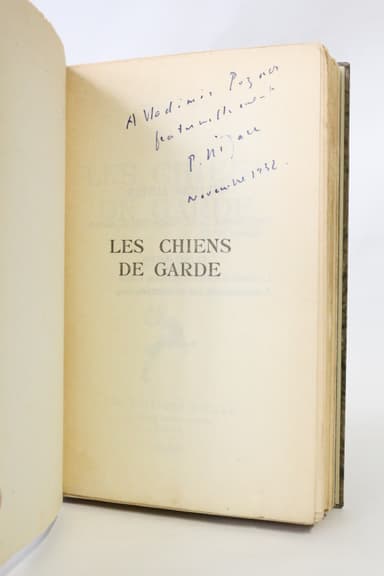 A Vladimir Pozner
fraternellement
P. Nizan
novembre 1932.
LES CHIENS
DE GARDE